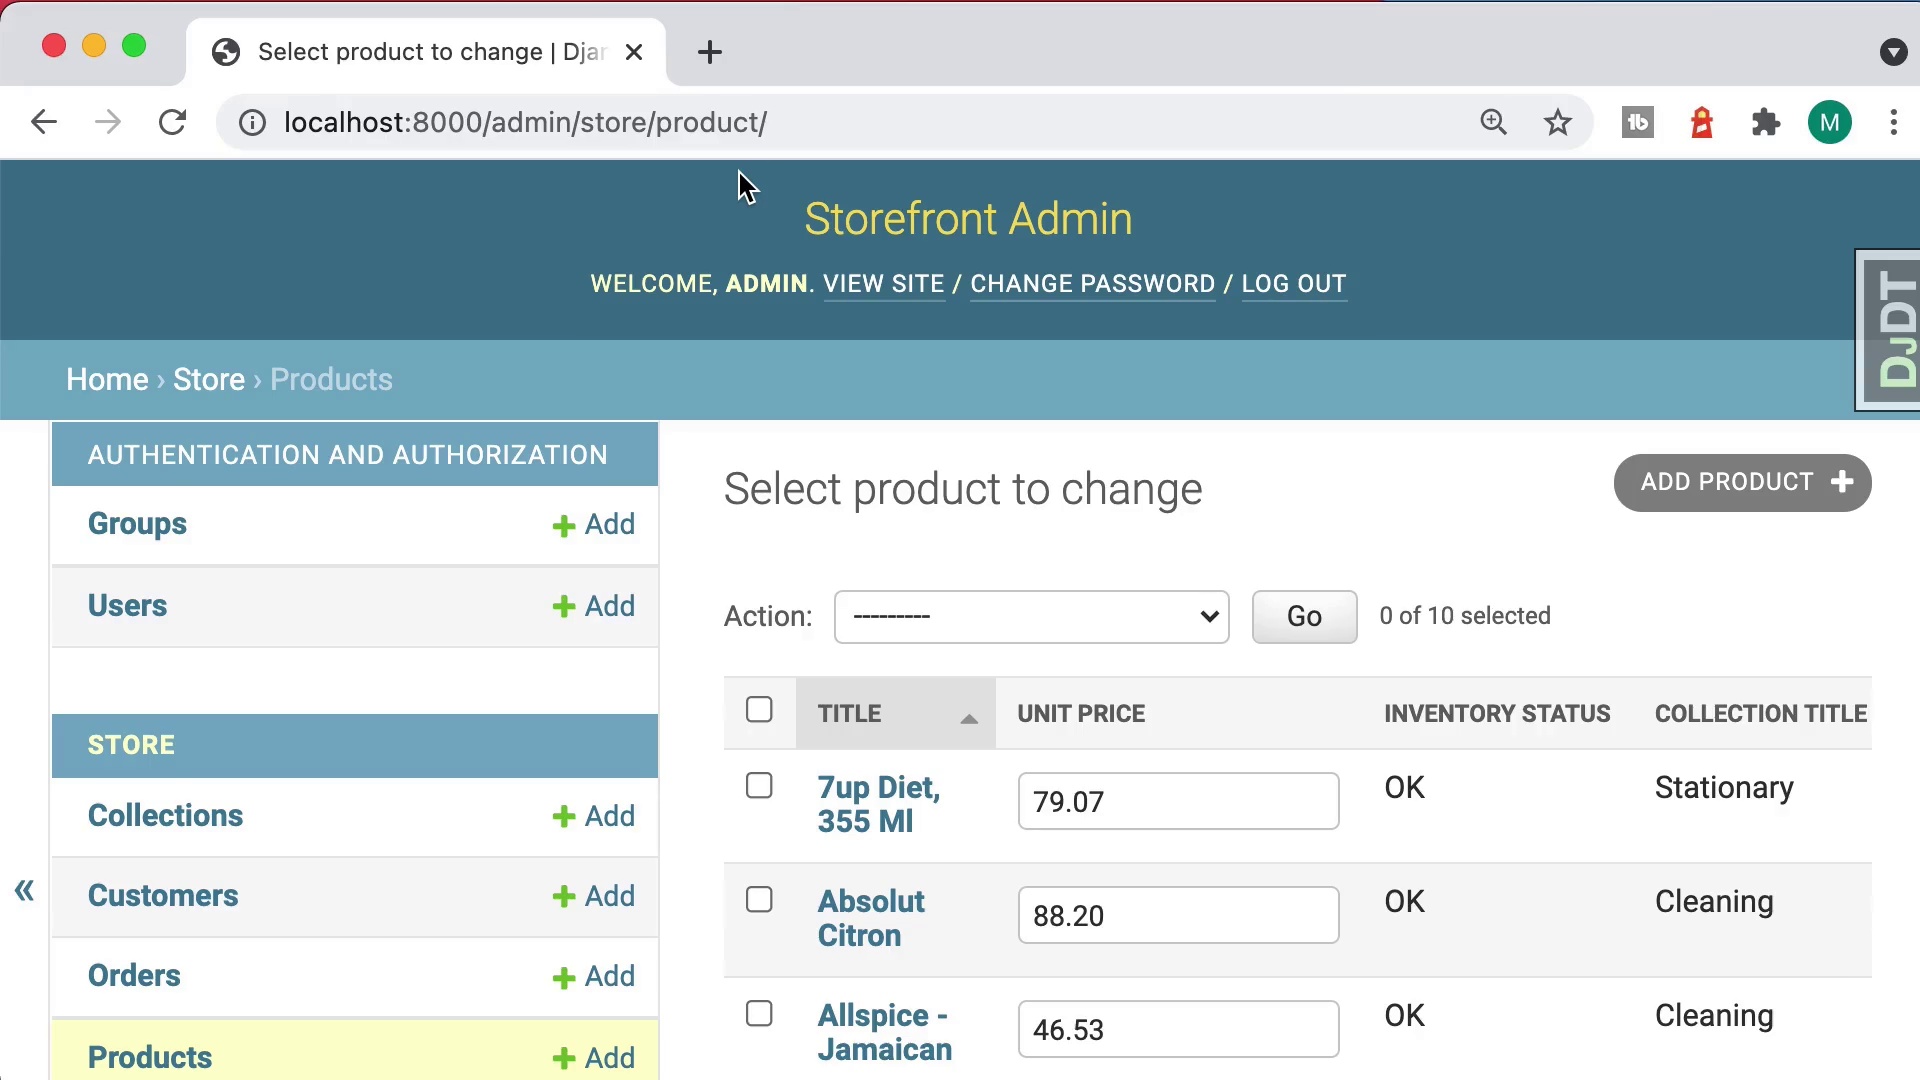 Select product to change | Djan
localhost:8000/admin/store/product/
M
Storefront Admin
WELCOME, ADMIN. VIEW SITE / CHANGE PASSWORD / LOG OUT
DJDT
Home › Store › Products
AUTHENTICATION AND AUTHORIZATION
Groups + Add
Users + Add
STORE
Collections + Add
Customers + Add
Orders + Add
Products + Add
«
Select product to change
ADD PRODUCT +
Action: --------- Go 0 of 10 selected
TITLE UNIT PRICE INVENTORY STATUS COLLECTION TITLE
7up Diet, 355 Ml 79.07 OK Stationary
Absolut Citron 88.20 OK Cleaning
Allspice - Jamaican 46.53 OK Cleaning